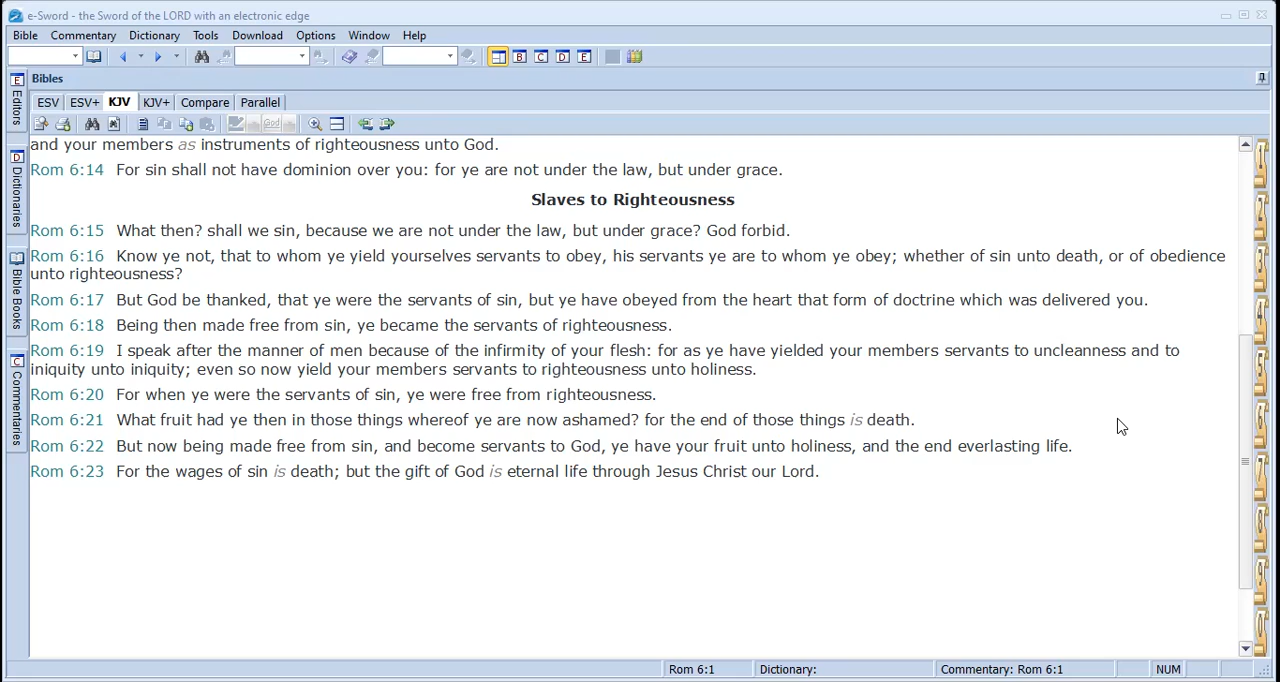 e-Sword - the Sword of the LORD with an electronic edge
Bible Commentary Dictionary Tools Download Options Window Help
B C D E
Bibles
ESV ESV+ KJV KJV+ Compare Parallel
God
E Editors
D Dictionaries
Bible Books
C Commentaries
and your members as instruments of righteousness unto God.
Rom 6:14 For sin shall not have dominion over you: for ye are not under the law, but under grace.
Slaves to Righteousness
Rom 6:15 What then? shall we sin, because we are not under the law, but under grace? God forbid.
Rom 6:16 Know ye not, that to whom ye yield yourselves servants to obey, his servants ye are to whom ye obey; whether of sin unto death, or of obedience
unto righteousness?
Rom 6:17 But God be thanked, that ye were the servants of sin, but ye have obeyed from the heart that form of doctrine which was delivered you.
Rom 6:18 Being then made free from sin, ye became the servants of righteousness.
Rom 6:19 I speak after the manner of men because of the infirmity of your flesh: for as ye have yielded your members servants to uncleanness and to
iniquity unto iniquity; even so now yield your members servants to righteousness unto holiness.
Rom 6:20 For when ye were the servants of sin, ye were free from righteousness.
Rom 6:21 What fruit had ye then in those things whereof ye are now ashamed? for the end of those things is death.
Rom 6:22 But now being made free from sin, and become servants to God, ye have your fruit unto holiness, and the end everlasting life.
Rom 6:23 For the wages of sin is death; but the gift of God is eternal life through Jesus Christ our Lord.
1
2
3
4
5
6
7
8
9
0
Rom 6:1 Dictionary: Commentary: Rom 6:1 NUM